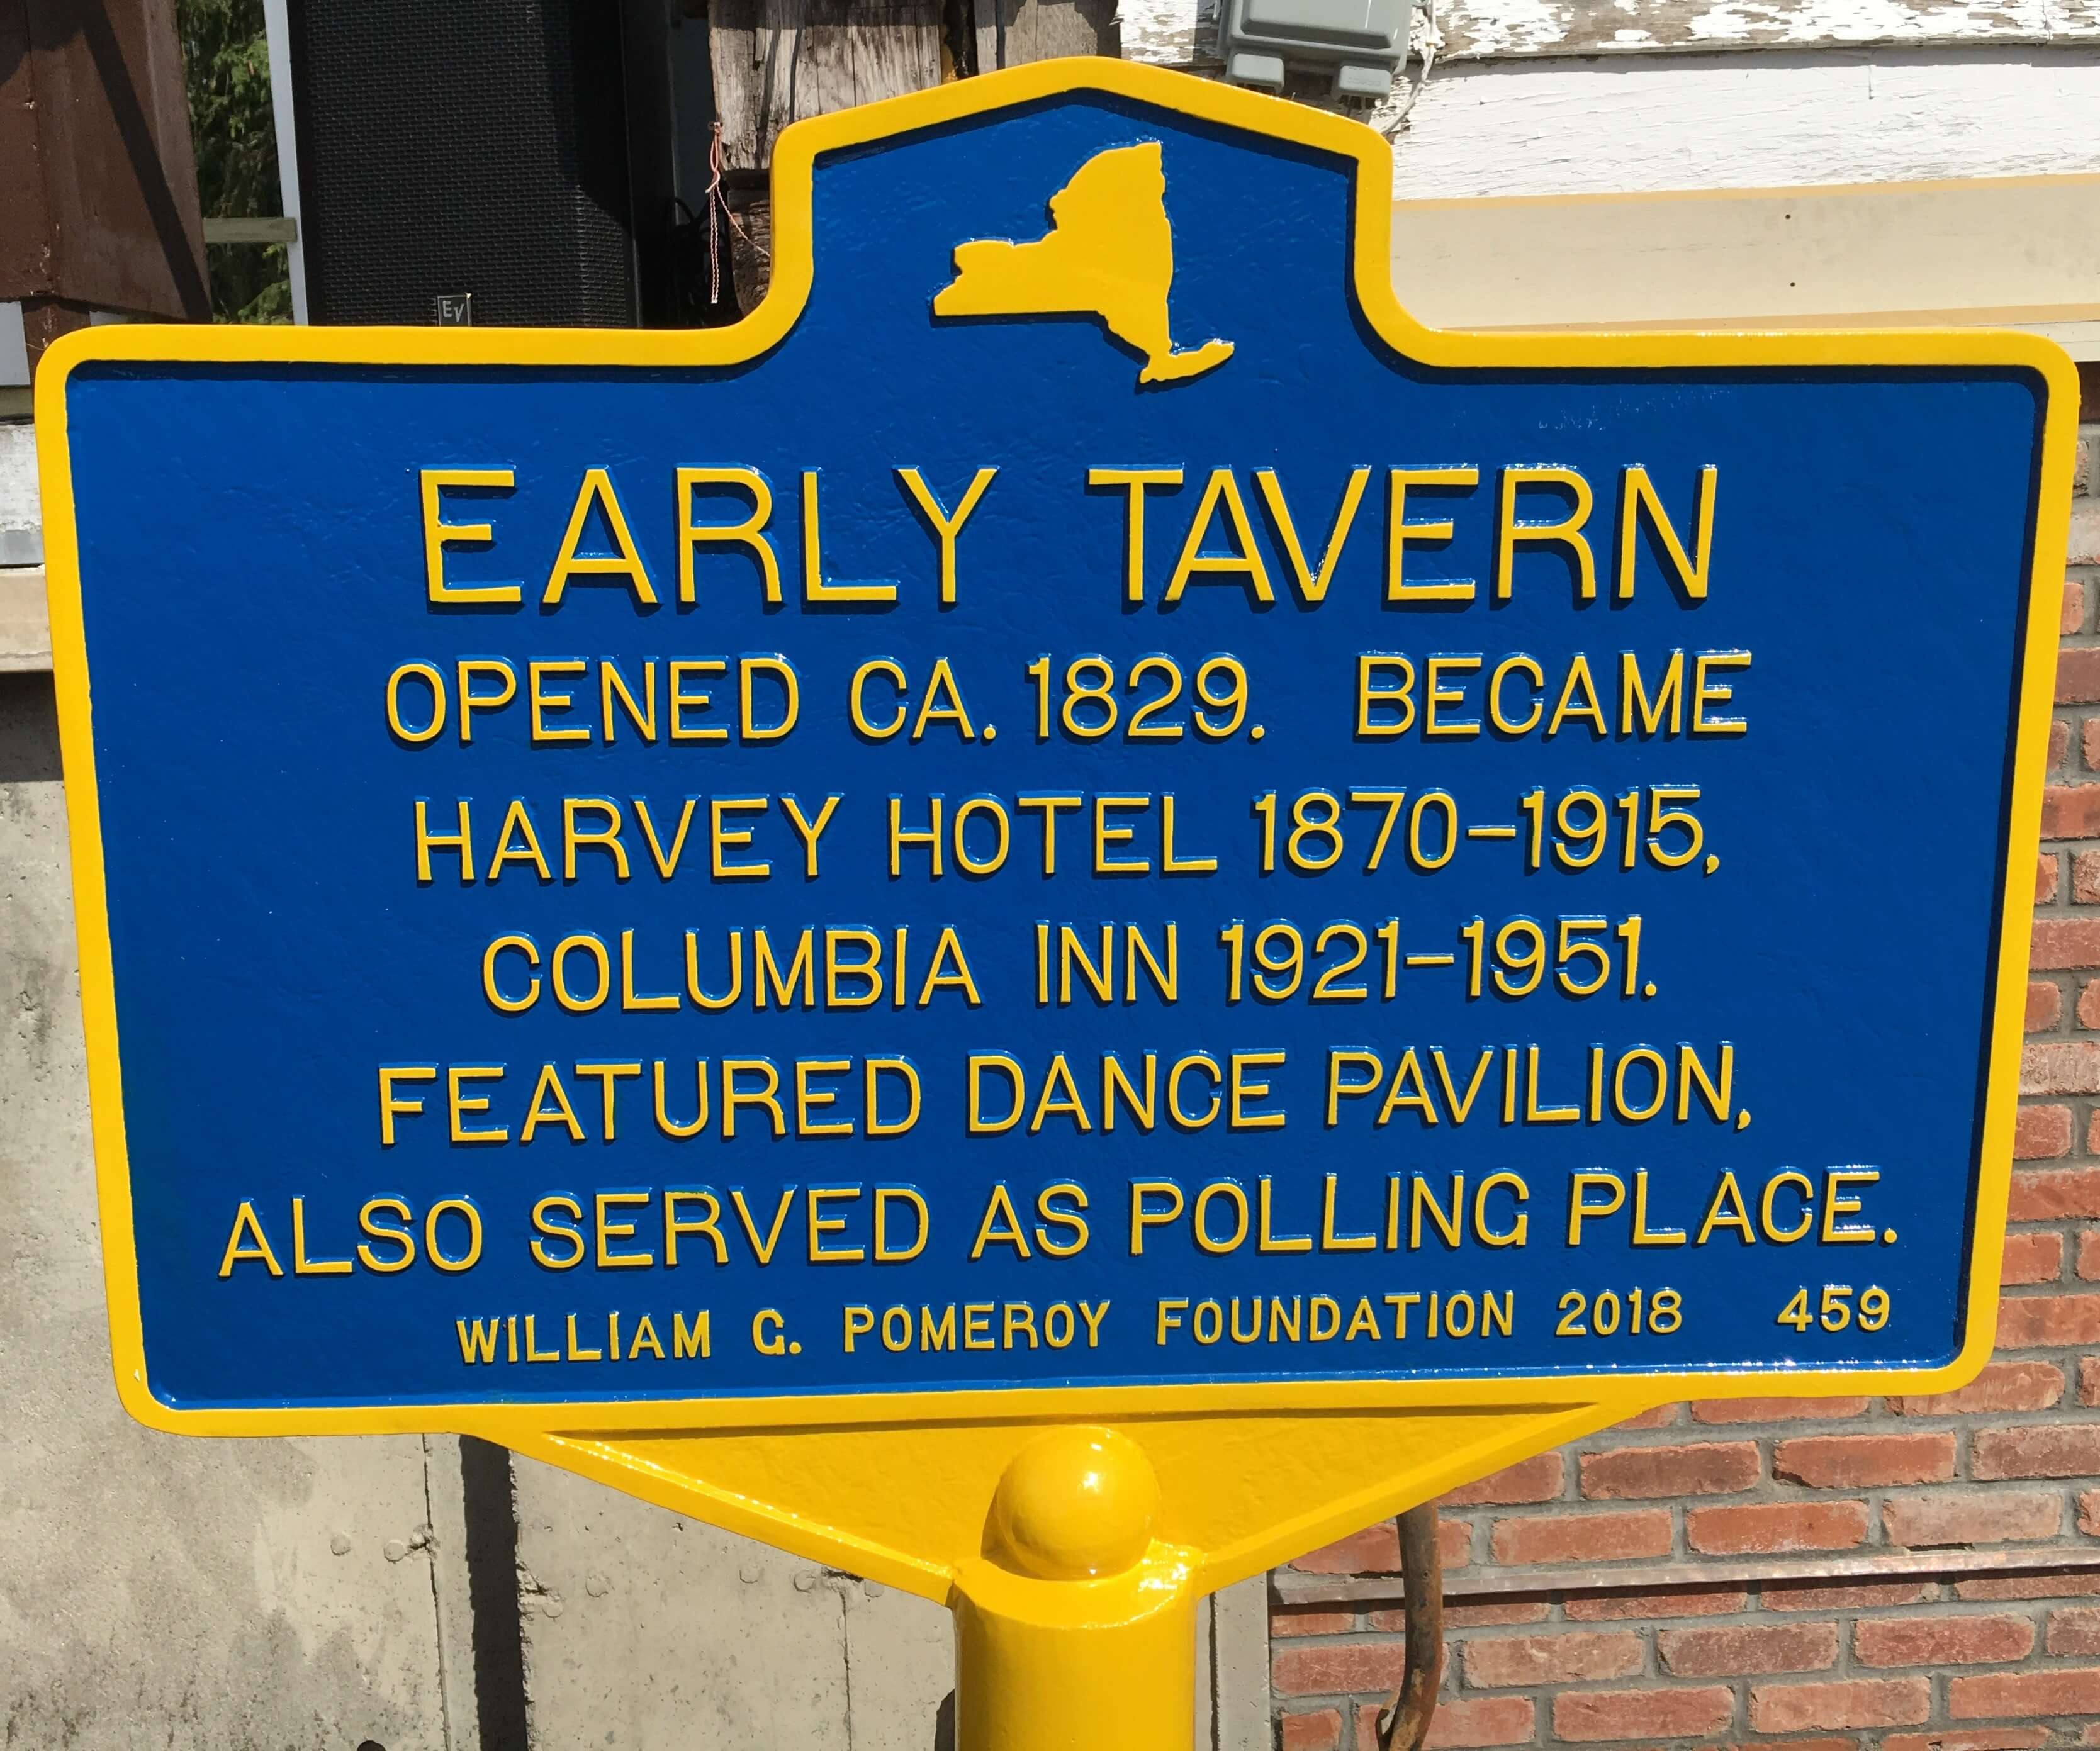 EV
EARLY TAVERN
OPENED CA. 1829. BECAME
HARVEY HOTEL 1870–1915,
COLUMBIA INN 1921–1951.
FEATURED DANCE PAVILION,
ALSO SERVED AS POLLING PLACE.
WILLIAM G. POMEROY FOUNDATION 2018 459